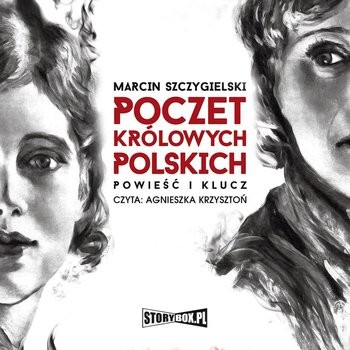 MARCIN SZCZYGIELSKI
POCZET
KRÓLOWYCH
POLSKICH
POWIEŚĆ I KLUCZ
CZYTA: AGNIESZKA KRZYSZTOŃ
STORYBOX.PL